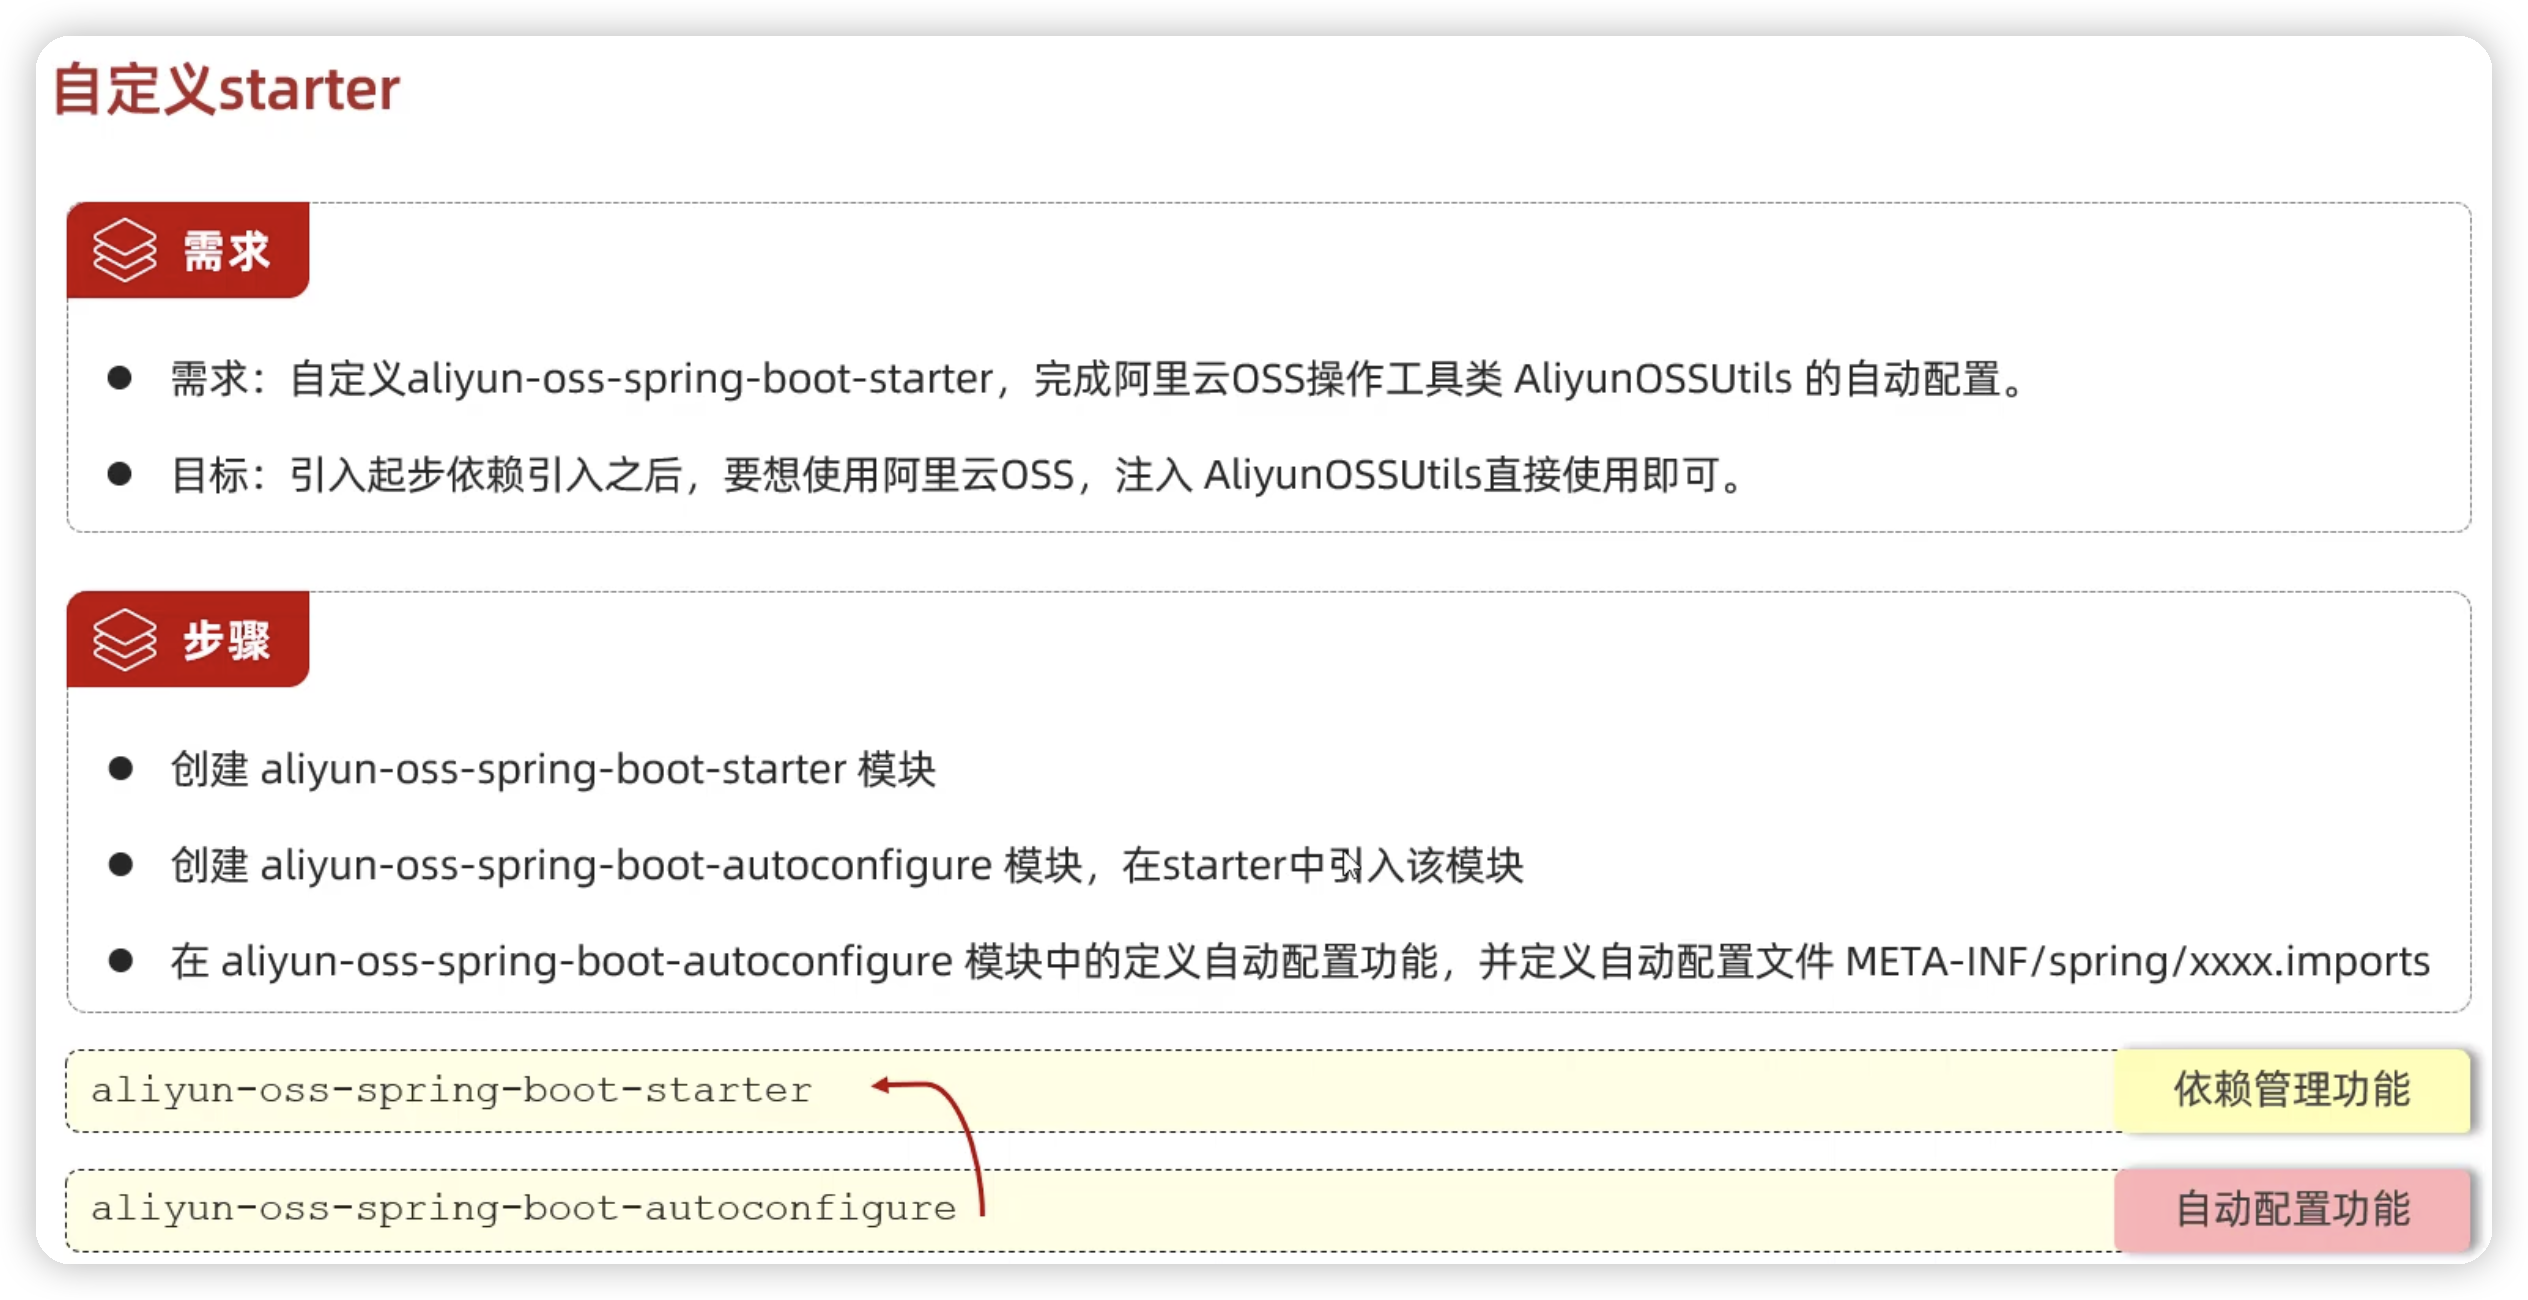 自定义starter
需求
需求：自定义aliyun-oss-spring-boot-starter，完成阿里云OSS操作工具类 AliyunOSSUtils 的自动配置。
目标：引入起步依赖引入之后，要想使用阿里云OSS，注入 AliyunOSSUtils直接使用即可。
步骤
创建 aliyun-oss-spring-boot-starter 模块
创建 aliyun-oss-spring-boot-autoconfigure 模块，在starter中引入该模块
在 aliyun-oss-spring-boot-autoconfigure 模块中的定义自动配置功能，并定义自动配置文件 META-INF/spring/xxxx.imports
aliyun-oss-spring-boot-starter
依赖管理功能
aliyun-oss-spring-boot-autoconfigure
自动配置功能